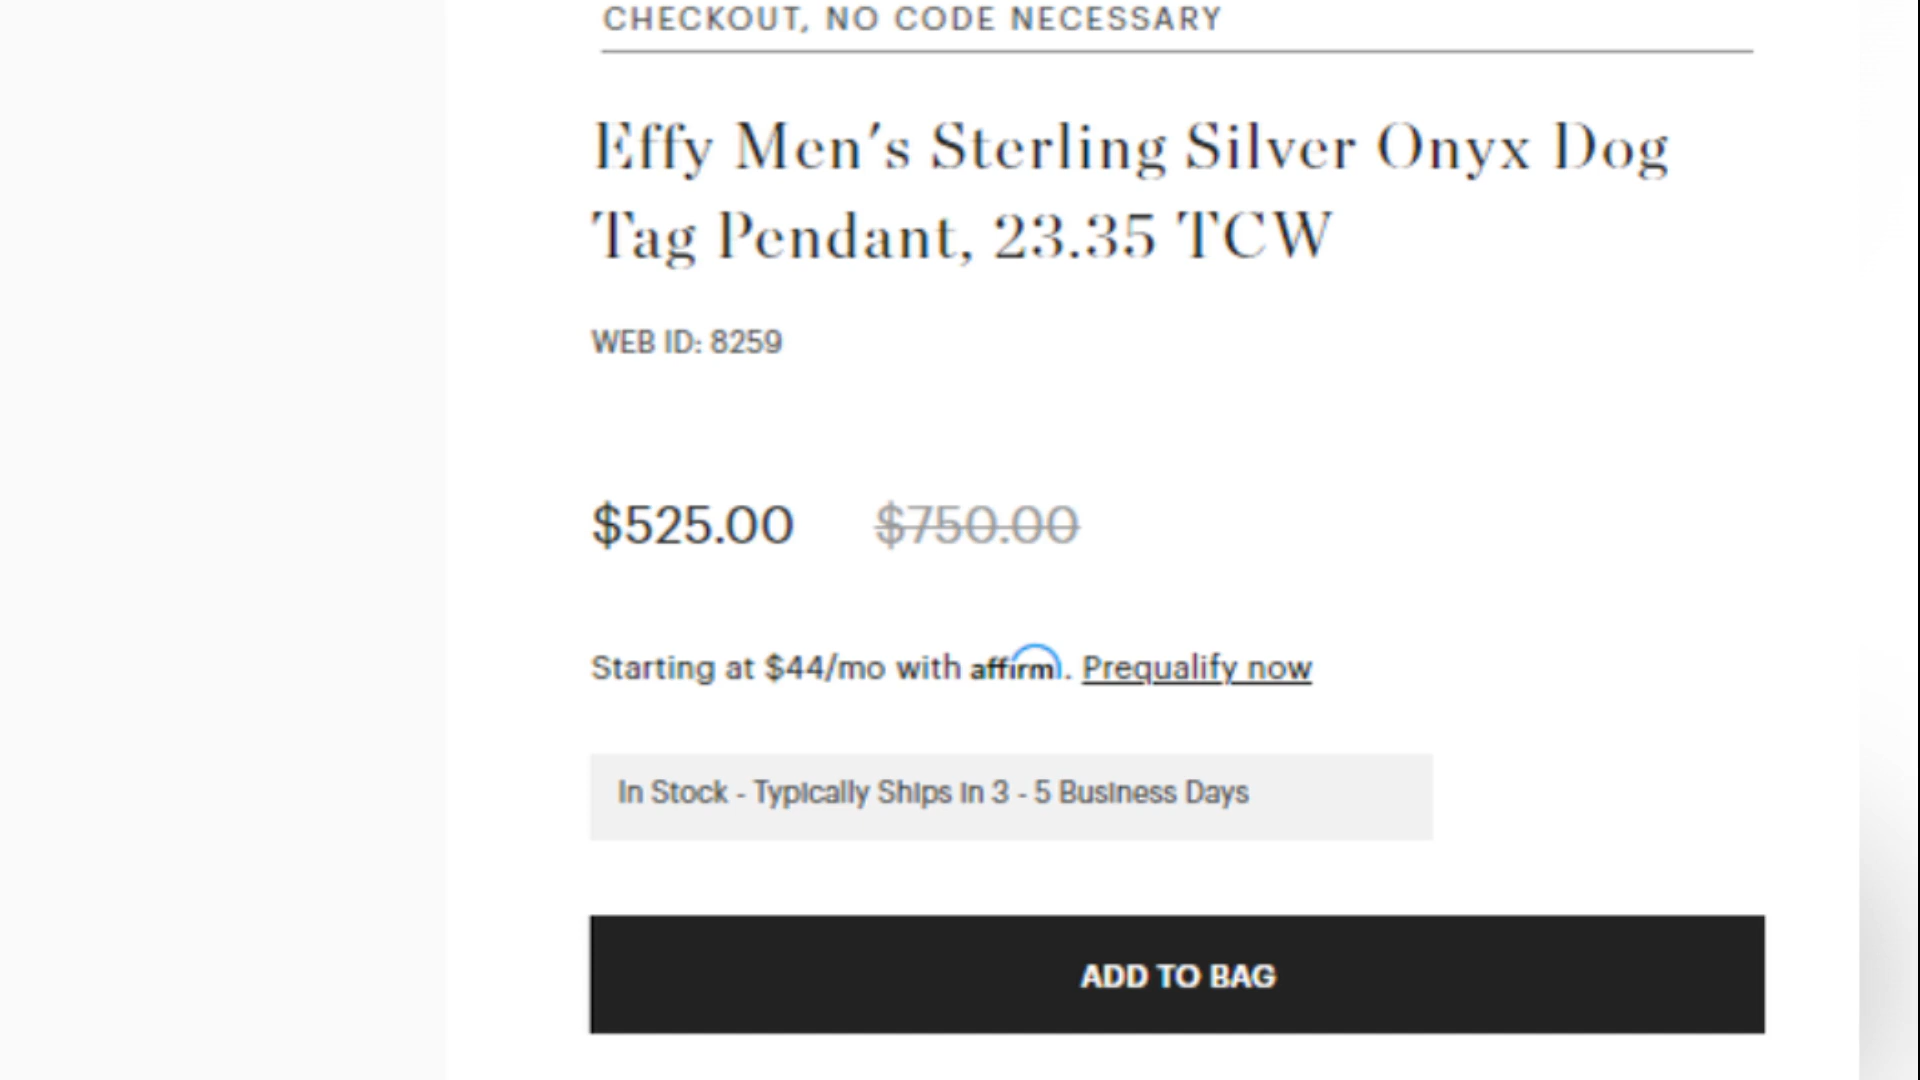 CHECKOUT, NO CODE NECESSARY
Effy Men's Sterling Silver Onyx Dog
Tag Pendant, 23.35 TCW
WEB ID: 8259
$525.00 $750.00
Starting at $44/mo with affirm. Prequalify now
In Stock - Typically Ships in 3 - 5 Business Days
ADD TO BAG